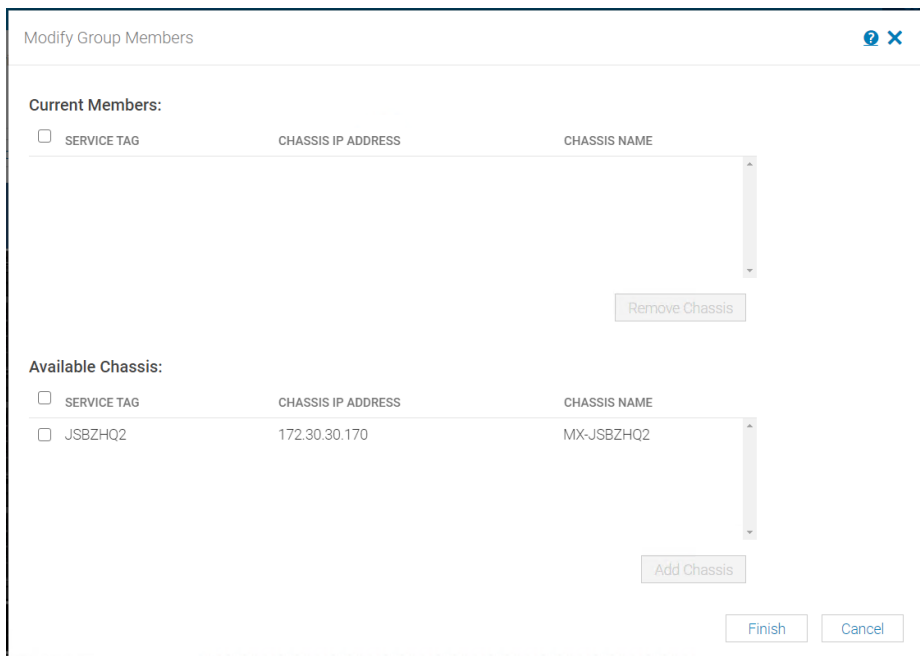 Modify Group Members
Current Members:
SERVICE TAG CHASSIS IP ADDRESS CHASSIS NAME
Remove Chassis
Available Chassis:
SERVICE TAG CHASSIS IP ADDRESS CHASSIS NAME
JSBZHQ2 172.30.30.170 MX-JSBZHQ2
Add Chassis
Finish Cancel